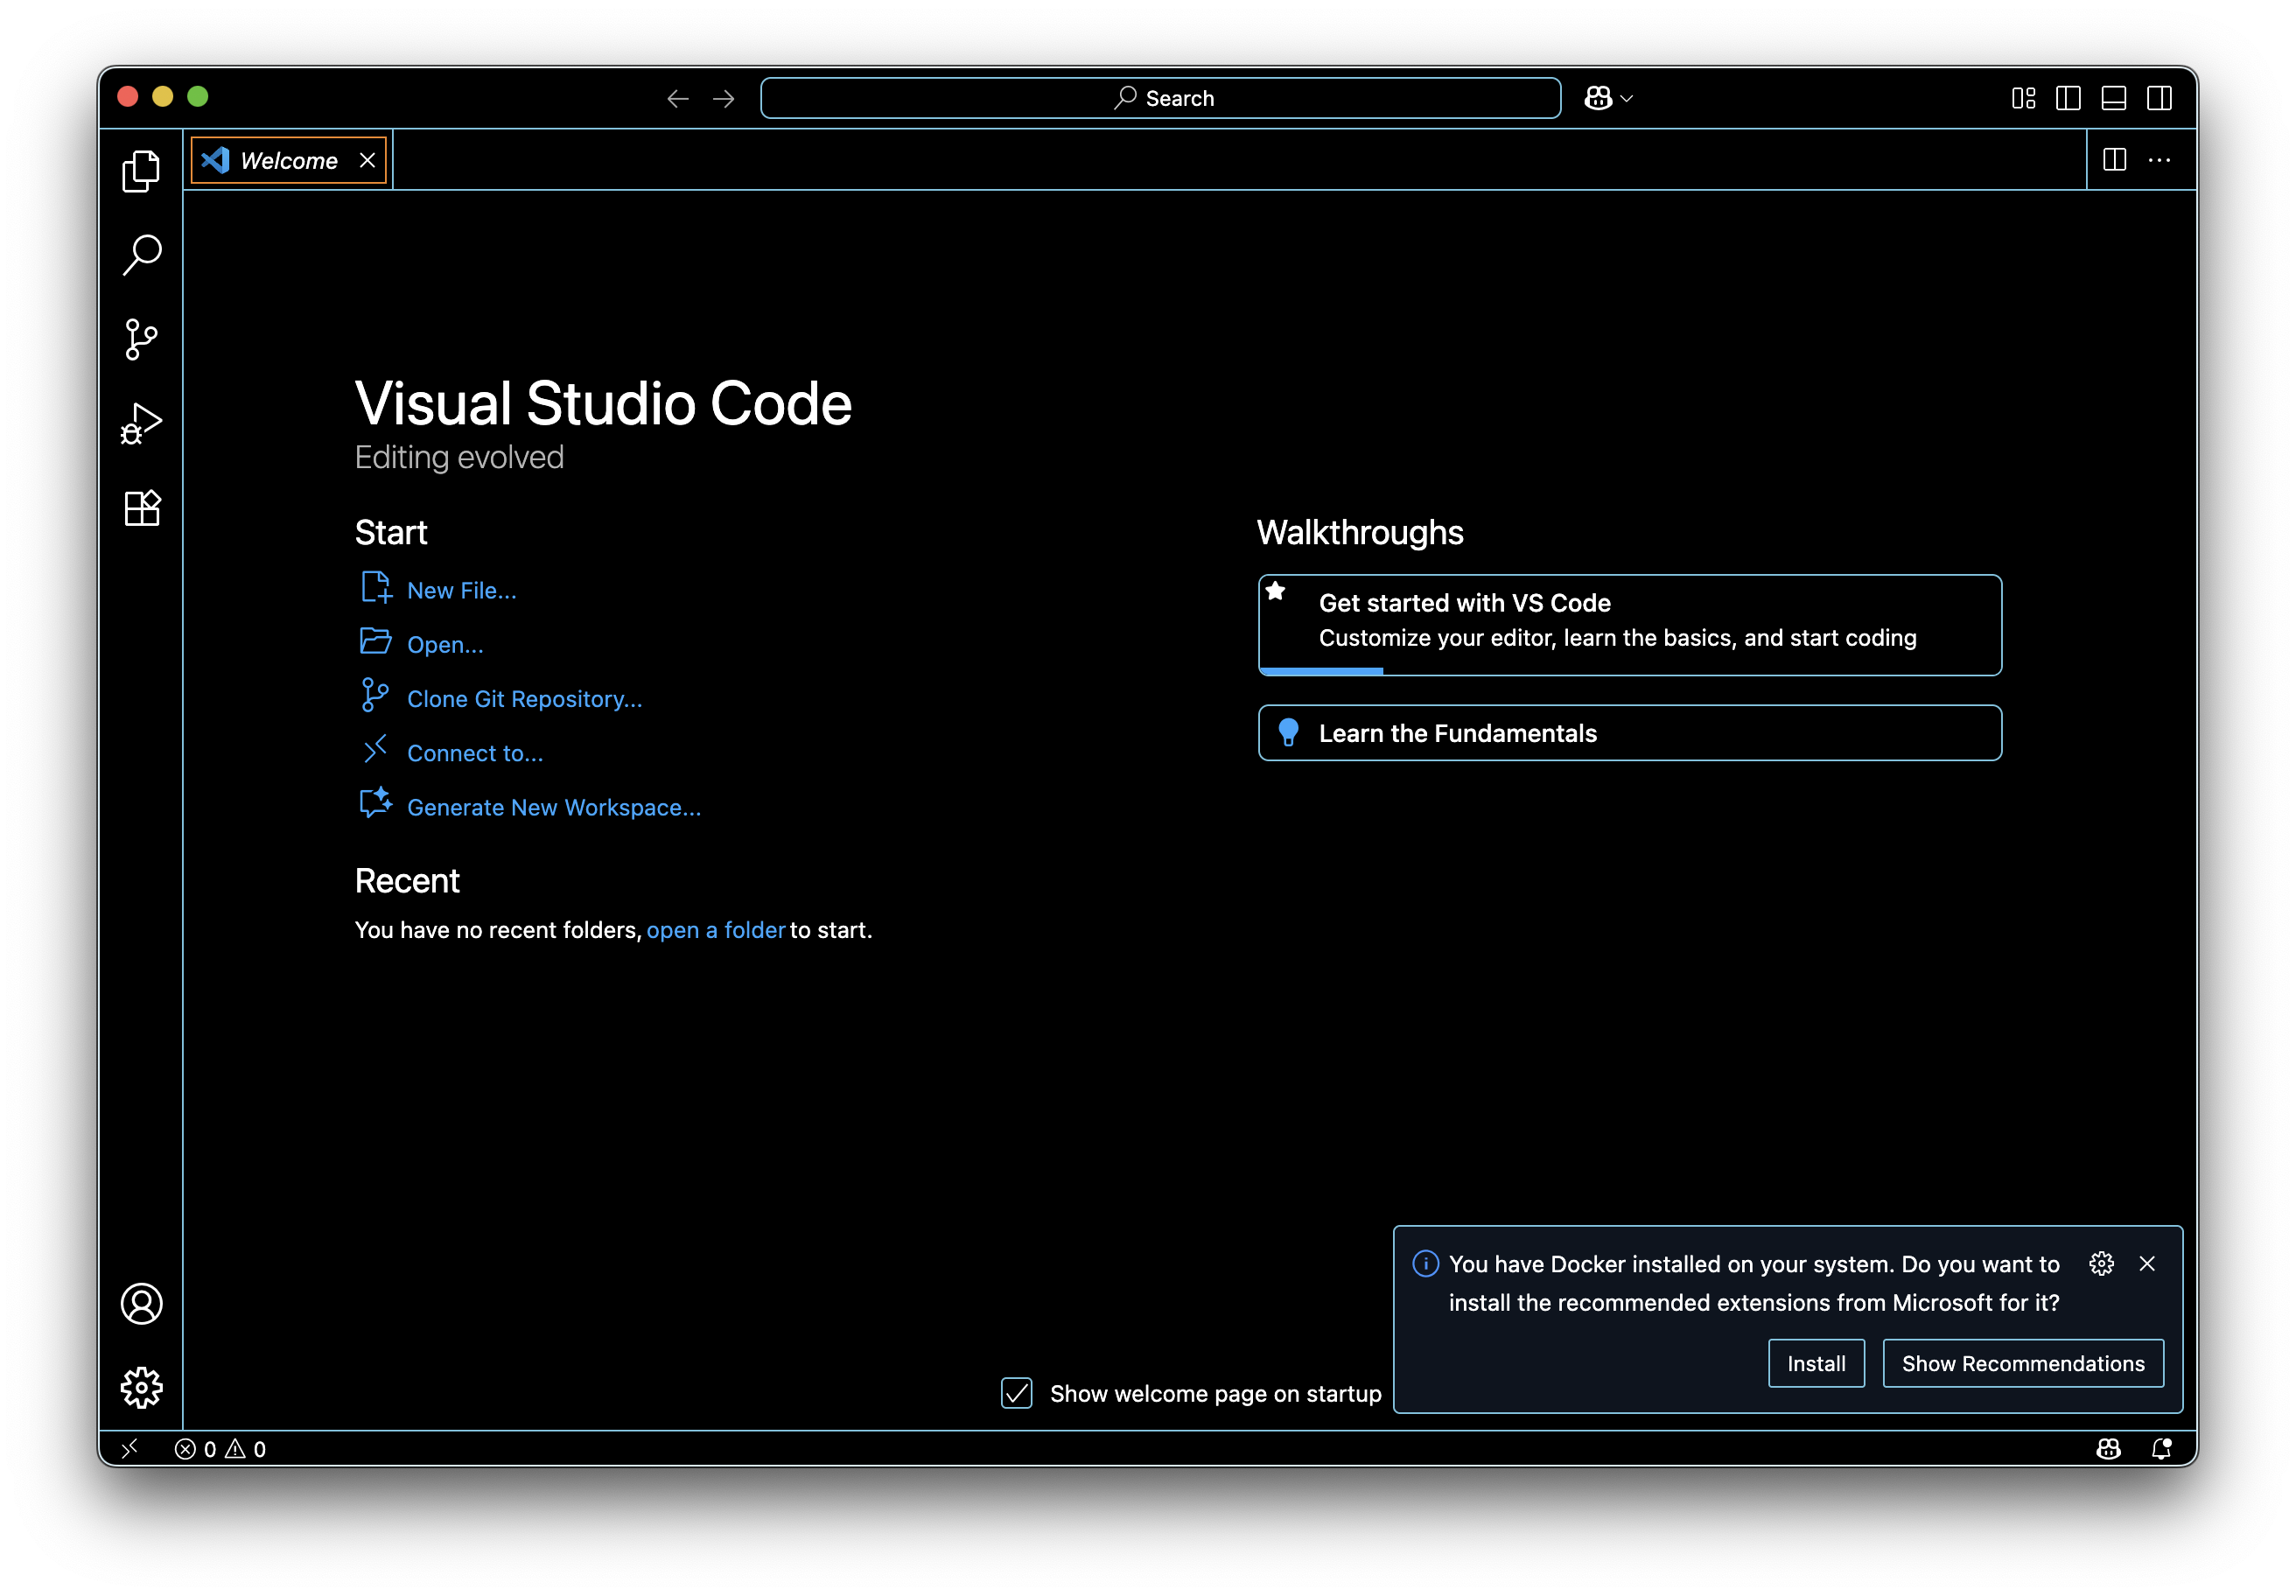 Search
Welcome
Visual Studio Code
Editing evolved
Start
New File...
Open...
Clone Git Repository...
Connect to...
Generate New Workspace...
Recent
You have no recent folders, open a folder to start.
Walkthroughs
Get started with VS Code
Customize your editor, learn the basics, and start coding
Learn the Fundamentals
You have Docker installed on your system. Do you want to
install the recommended extensions from Microsoft for it?
Install
Show Recommendations
Show welcome page on startup
0 0